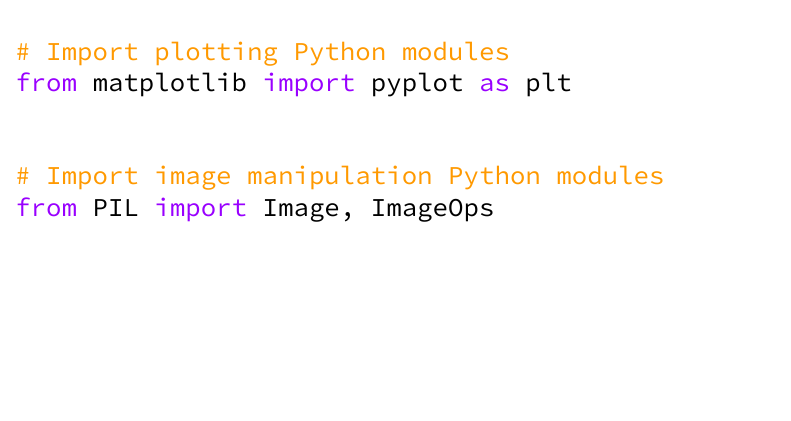 # Import plotting Python modules
from matplotlib import pyplot as plt
# Import image manipulation Python modules
from PIL import Image, ImageOps